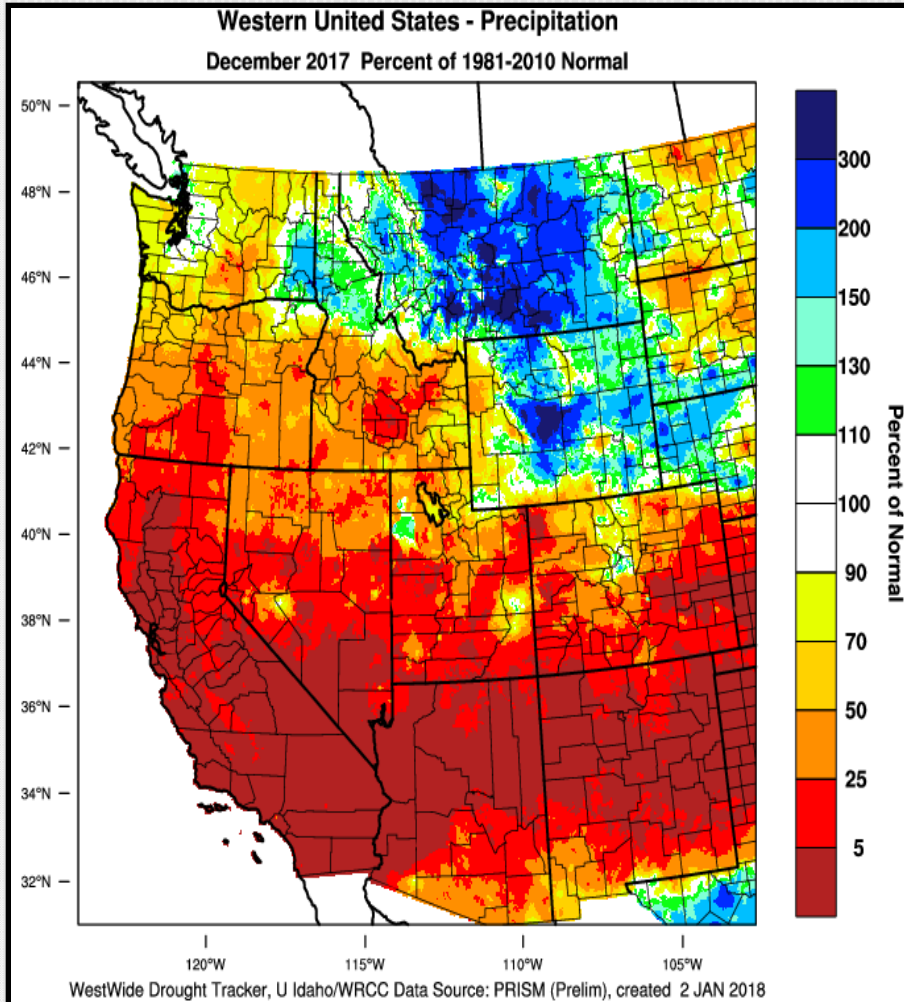 Western United States - Precipitation
December 2017 Percent of 1981-2010 Normal
50°N
48°N
46°N
44°N
42°N
40°N
38°N
36°N
34°N
32°N
120°W
115°W
110°W
105°W
300
200
150
130
110
100
90
70
50
25
5
Percent of Normal
WestWide Drought Tracker, U Idaho/WRCC Data Source: PRISM (Prelim), created 2 JAN 2018